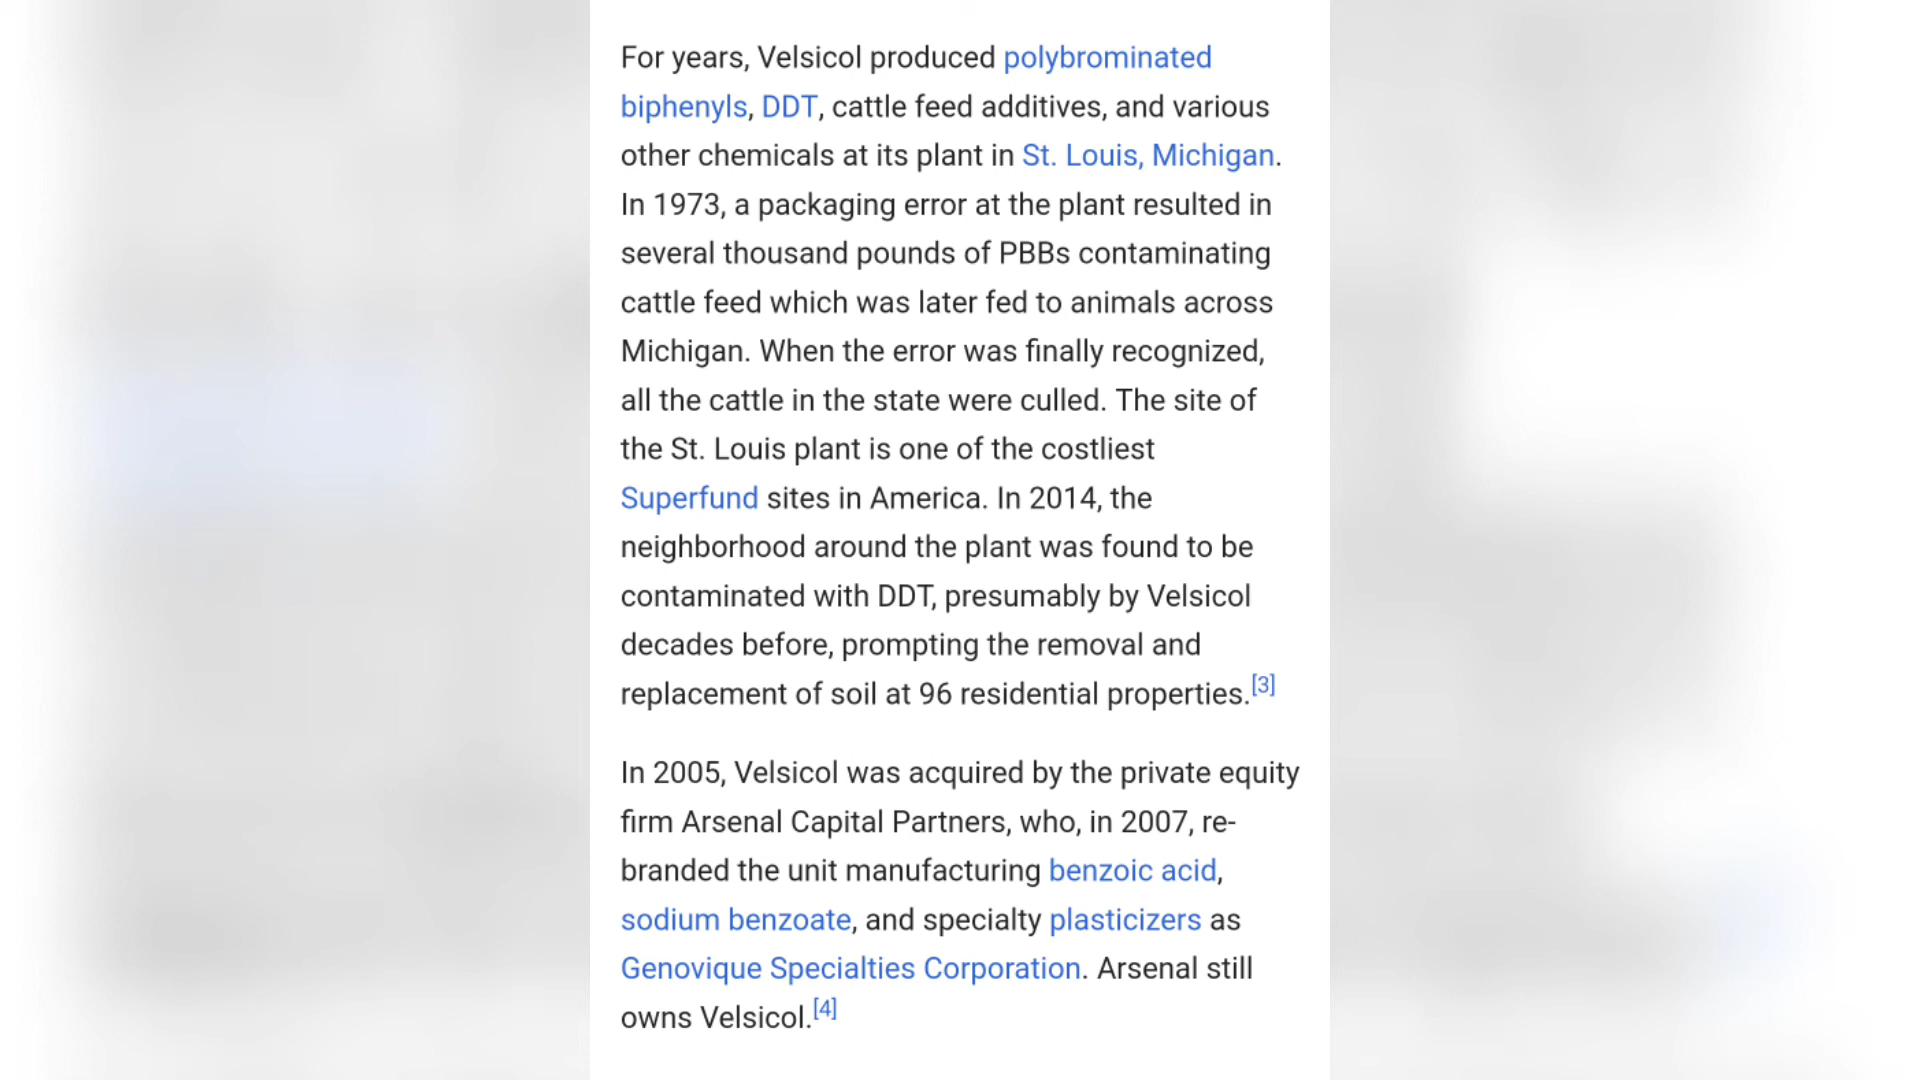 For years, Velsicol produced polybrominated
biphenyls, DDT, cattle feed additives, and various
other chemicals at its plant in St. Louis, Michigan.
In 1973, a packaging error at the plant resulted in
several thousand pounds of PBBs contaminating
cattle feed which was later fed to animals across
Michigan. When the error was finally recognized,
all the cattle in the state were culled. The site of
the St. Louis plant is one of the costliest
Superfund sites in America. In 2014, the
neighborhood around the plant was found to be
contaminated with DDT, presumably by Velsicol
decades before, prompting the removal and
replacement of soil at 96 residential properties.[3]
In 2005, Velsicol was acquired by the private equity
firm Arsenal Capital Partners, who, in 2007, re-
branded the unit manufacturing benzoic acid,
sodium benzoate, and specialty plasticizers as
Genovique Specialties Corporation. Arsenal still
owns Velsicol.[4]